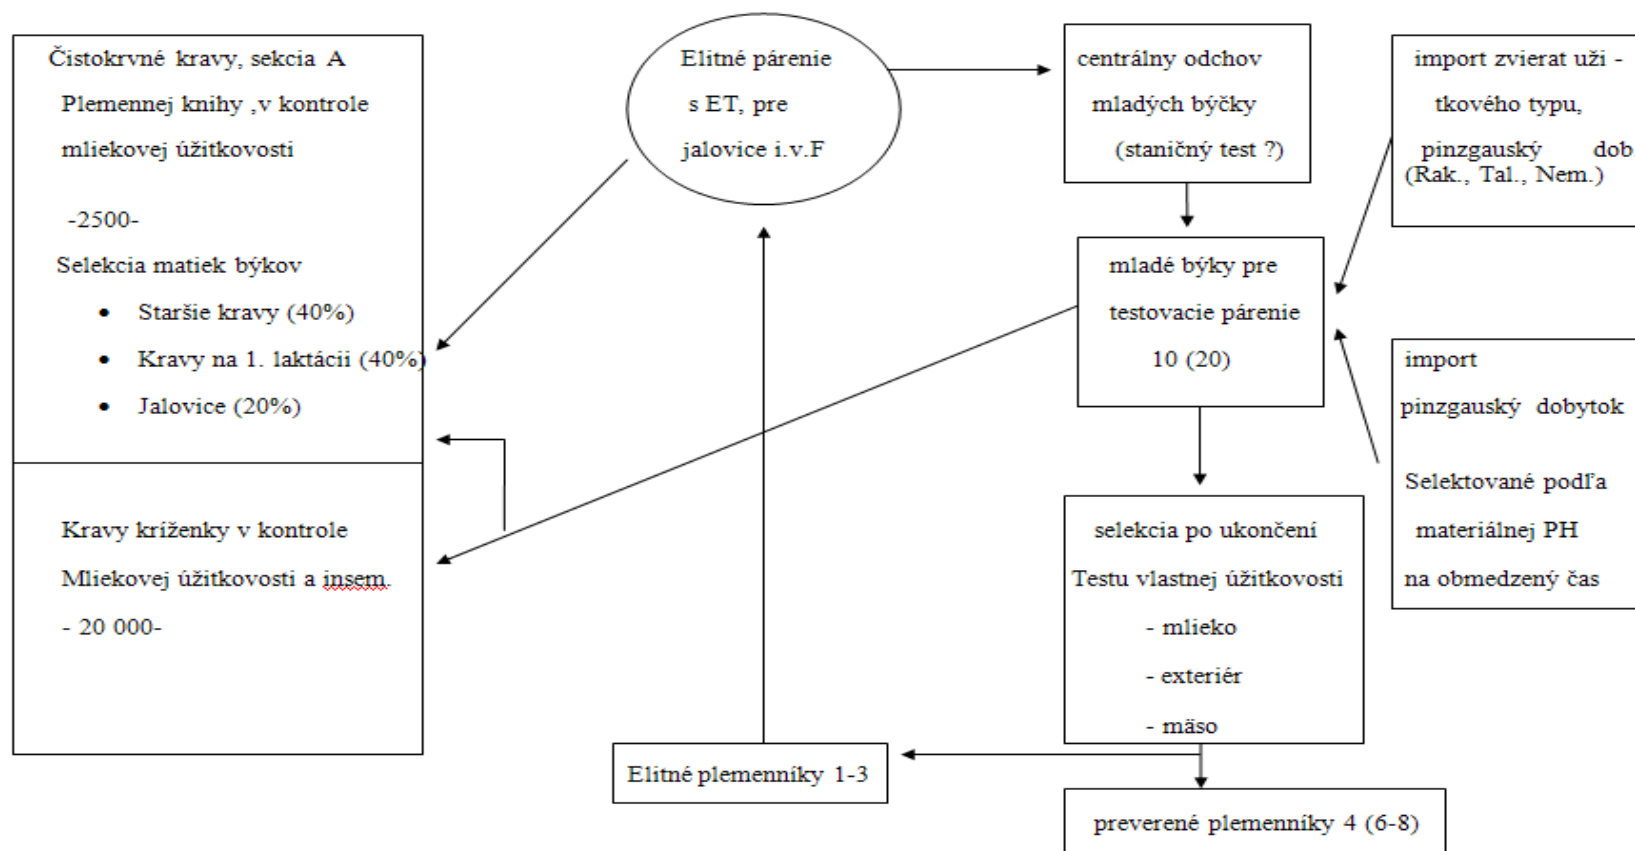 Čistokrvné kravy, sekcia A
Plemennej knihy ,v kontrole
mliekovej úžitkovosti
-2500-
Selekcia matiek býkov
• Staršie kravy (40%)
• Kravy na 1. laktácii (40%)
• Jalovice (20%)
Kravy kríženky v kontrole
Mliekovej úžitkovosti a insem.
- 20 000-
Elitné párenie
s ET, pre
jalovice i.v.F
centrálny odchov
mladých býčky
(staničný test ?)
import zvierat uži -
tkového typu,
pinzgauský dob
(Rak., Tal., Nem.)
mladé býky pre
testovacie párenie
10 (20)
import
pinzgauský dobytok
Selektované podľa
materiálnej PH
na obmedzený čas
selekcia po ukončení
Testu vlastnej úžitkovosti
- mlieko
- exteriér
- mäso
Elitné plemenníky 1-3
preverené plemenníky 4 (6-8)